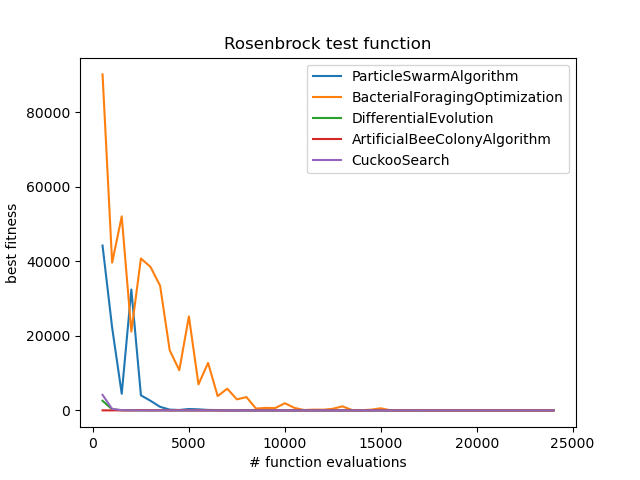 Rosenbrock test function
ParticleSwarmAlgorithm
BacterialForagingOptimization
DifferentialEvolution
ArtificialBeeColonyAlgorithm
CuckooSearch
best fitness
80000
60000
40000
20000
0
0 5000 10000 15000 20000 25000
# function evaluations